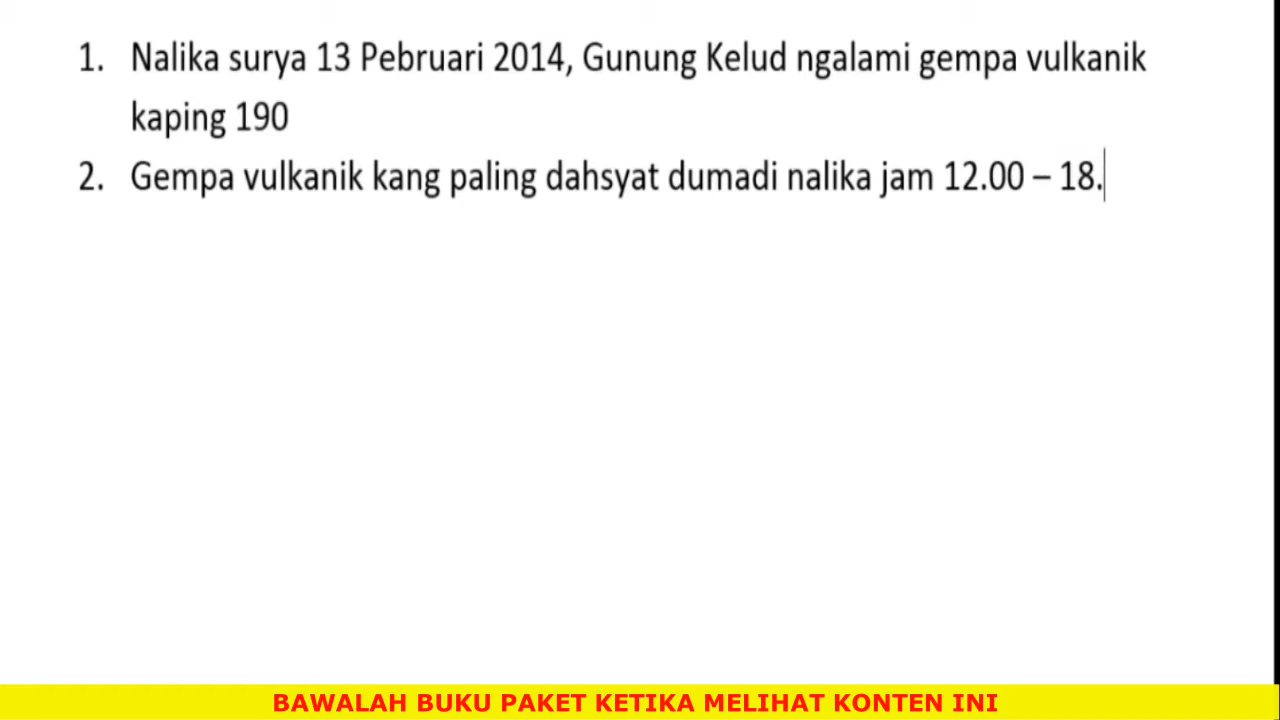 1. Nalika surya 13 Pebruari 2014, Gunung Kelud ngalami gempa vulkanik
kaping 190
2. Gempa vulkanik kang paling dahsyat dumadi nalika jam 12.00 – 18.
BAWALAH BUKU PAKET KETIKA MELIHAT KONTEN INI